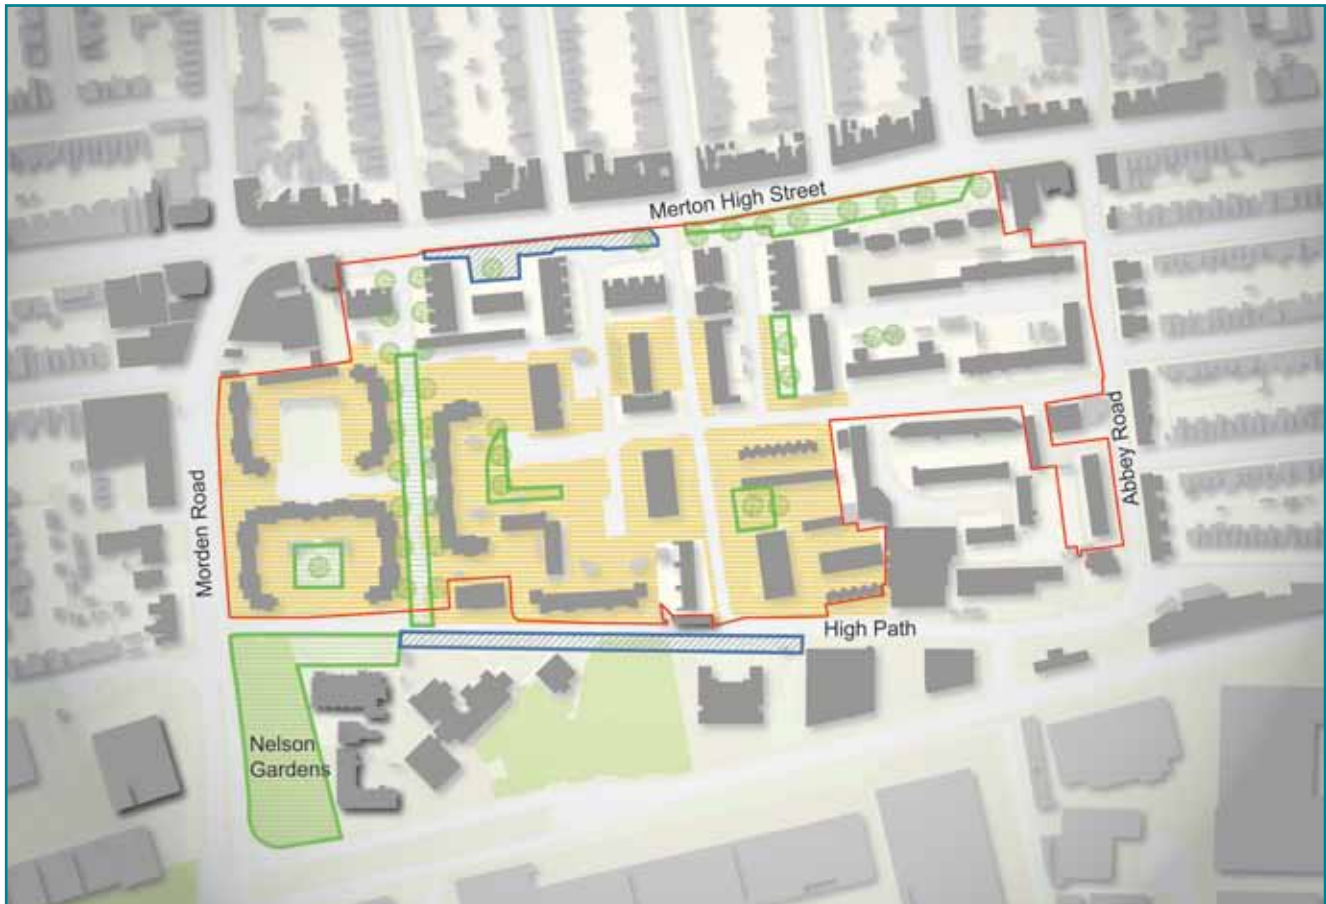 Merton High Street
Morden Road
Abbey Road
High Path
Nelson
Gardens